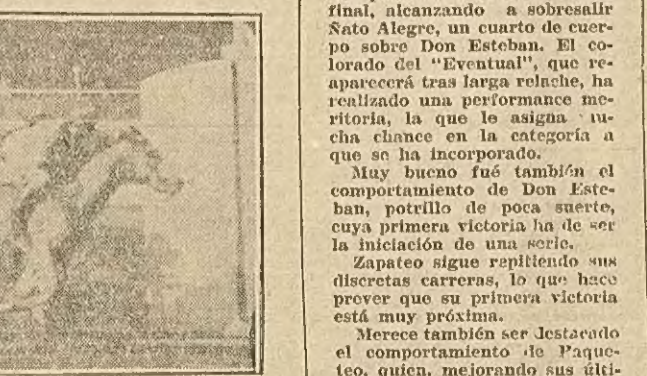 final, alcanzando a sobresalir
Ñato Alegre, un cuarto de cuer-
po sobre Don Esteban. El co-
lorado del "Eventual", que re-
aparecerá tras larga relache, ha
realizado una performance me-
ritoria, la que le asigna
cha chance en la categoría a
que se ha incorporado.
Muy bueno fué también el
comportamiento de Don Este-
ban, potrillo de poca suerte,
cuya primera victoria ha de ser
la iniciación de una serie.
Zapateo sigue repitiendo sus
discretas carreras, lo que hace
prever que su primera victoria
está muy próxima.
Merece también ser destacado
el comportamiento de Paque-
teo, quien, mejorando sus últi-